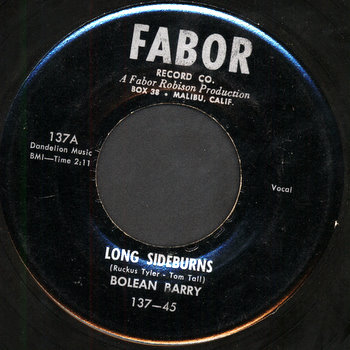 FABOR
RECORD CO.
A Fabor Robison Production
BOX 38 • MALIBU, CALIF.
137A
Dandelion Music
BMI—Time 2:11
Vocal
LONG SIDEBURNS
(Ruckus Tyler - Tom Tall)
BOLEAN BARRY
137-45